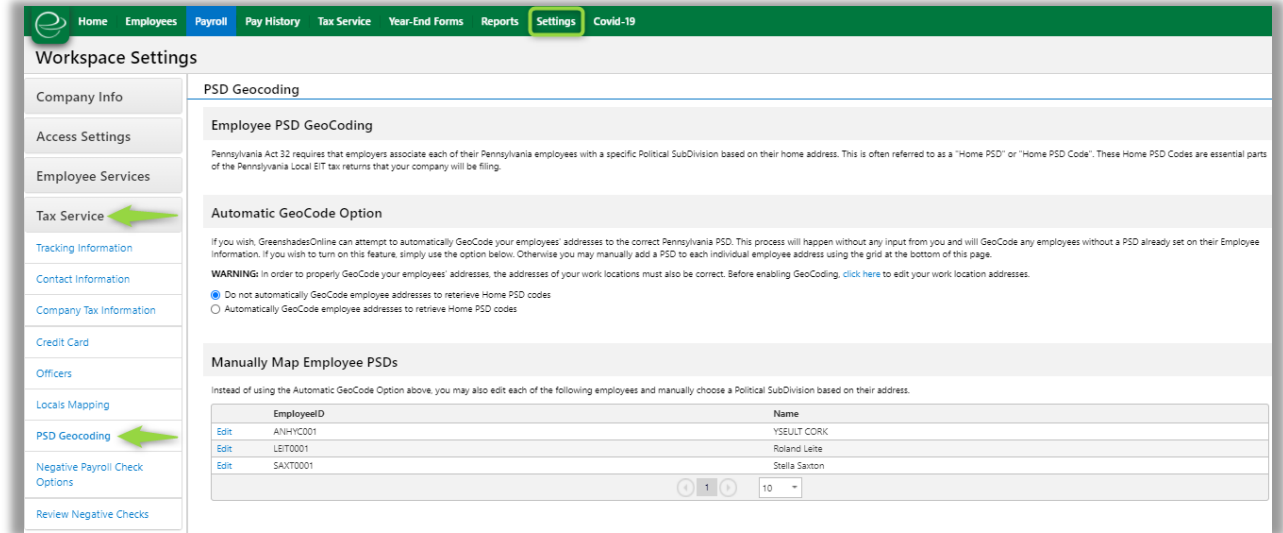 Home Employees Payroll Pay History Tax Service Year-End Forms Reports Settings Covid-19
Workspace Settings
Company Info
Access Settings
Employee Services
Tax Service
Tracking Information
Contact Information
Company Tax Information
Credit Card
Officers
Locals Mapping
PSD Geocoding
Negative Payroll Check
Options
Review Negative Checks
PSD Geocoding
Employee PSD GeoCoding
Pennsylvania Act 32 requires that employers associate each of their Pennsylvania employees with a specific Political SubDivision based on their home address. This is often referred to as a "Home PSD" or "Home PSD Code". These Home PSD Codes are essential parts
of the Pennslyvania Local EIT tax returns that your company will be filing.
Automatic GeoCode Option
If you wish, GreenshadesOnline can attempt to automatically GeoCode your employees' addresses to the correct Pennsylvania PSD. This process will happen without any input from you and will GeoCode any employees without a PSD already set on their Employee
Information. If you wish to turn on this feature, simply use the option below. Otherwise you may manually add a PSD to each individual employee address using the grid at the bottom of this page.
WARNING: In order to properly GeoCode your employees' addresses, the addresses of your work locations must also be correct. Before enabling GeoCoding, click here to edit your work location addresses.
Do not automatically GeoCode employee addresses to reterieve Home PSD codes
Automatically GeoCode employee addresses to retrieve Home PSD codes
Manually Map Employee PSDs
Instead of using the Automatic GeoCode Option above, you may also edit each of the following employees and manually choose a Political SubDivision based on their address.
EmployeeID Name
Edit ANHYC001 YSEULT CORK
Edit LEIT0001 Roland Leite
Edit SAXT0001 Stella Saxton
1 10